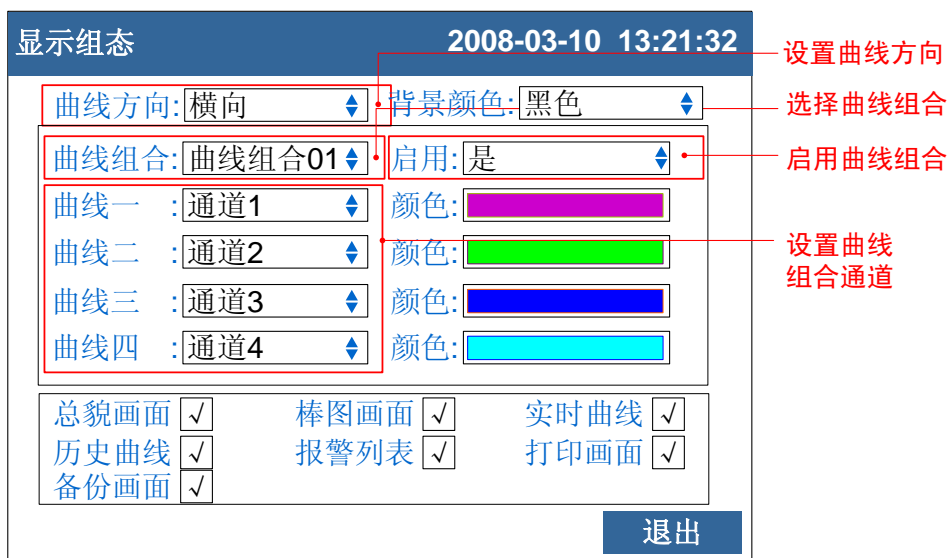 显示组态 2008-03-10 13:21:32
设置曲线方向
曲线方向: 横向 背景颜色: 黑色
选择曲线组合
曲线组合: 曲线组合01 启用: 是
启用曲线组合
曲线一 : 通道1 颜色:
曲线二 : 通道2 颜色:
设置曲线
组合通道
曲线三 : 通道3 颜色:
曲线四 : 通道4 颜色:
总貌画面 √ 棒图画面 √ 实时曲线 √
历史曲线 √ 报警列表 √ 打印画面 √
备份画面 √
退出